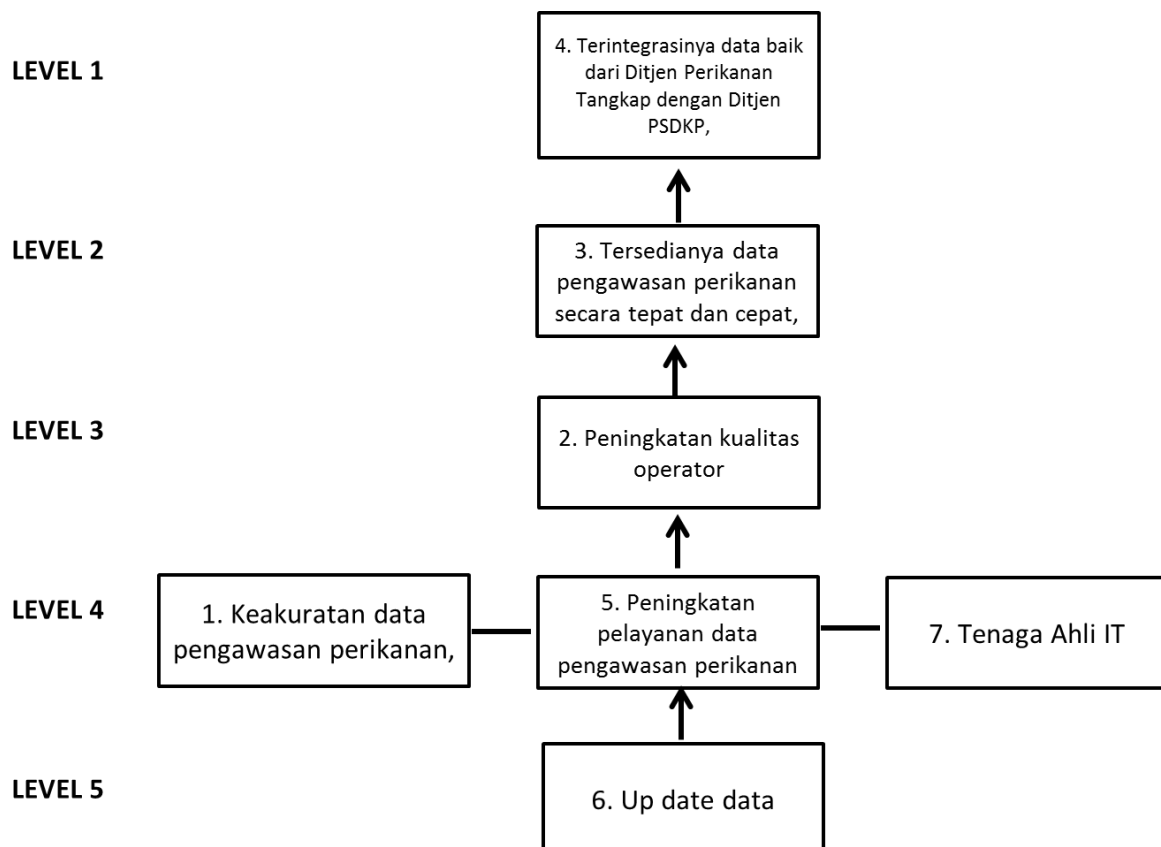 LEVEL 1
4. Terintegrasinya data baik
dari Ditjen Perikanan
Tangkap dengan Ditjen
PSDKP,
LEVEL 2
3. Tersedianya data
pengawasan perikanan
secara tepat dan cepat,
LEVEL 3
2. Peningkatan kualitas
operator
LEVEL 4
1. Keakuratan data
pengawasan perikanan,
5. Peningkatan
pelayanan data
pengawasan perikanan
7. Tenaga Ahli IT
LEVEL 5
6. Up date data